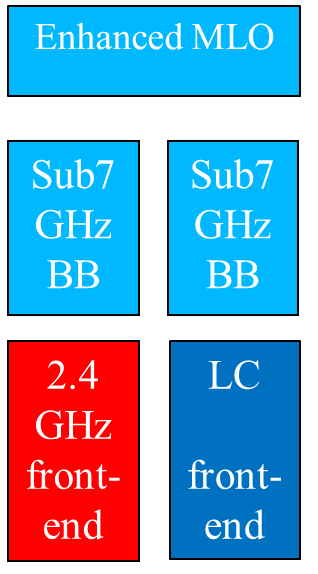 Enhanced MLO
Sub7
GHz
BB
Sub7
GHz
BB
2.4
GHz
front-
end
LC
front-
end